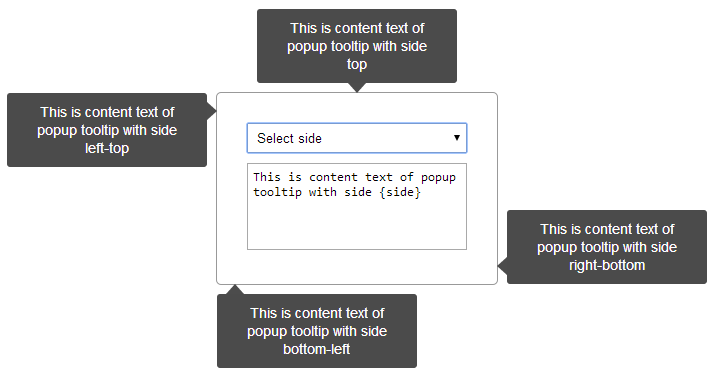 This is content text of
popup tooltip with side
top
This is content text of
popup tooltip with side
left-top
Select side
This is content text of popup
tooltip with side {side}
This is content text of
popup tooltip with side
right-bottom
This is content text of
popup tooltip with side
bottom-left